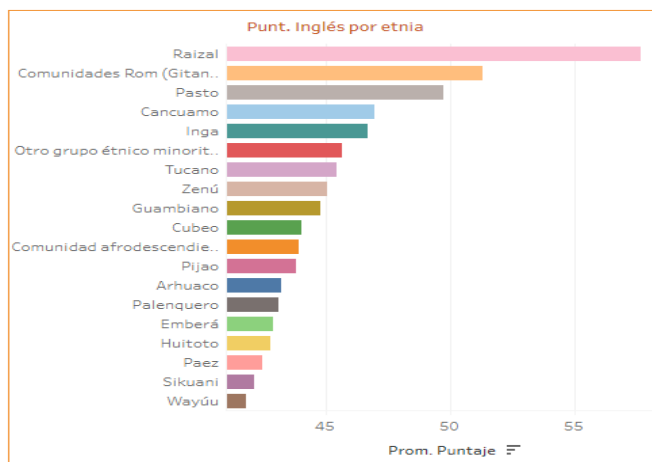 Punt. Inglés por etnia
Raizal
Comunidades Rom (Gitan..
Pasto
Cancuamo
Inga
Otro grupo étnico minorit..
Tucano
Zenú
Guambiano
Cubeo
Comunidad afrodescendie..
Pijao
Arhuaco
Palenquero
Emberá
Huitoto
Paez
Sikuani
Wayúu
45 50 55
Prom. Puntaje